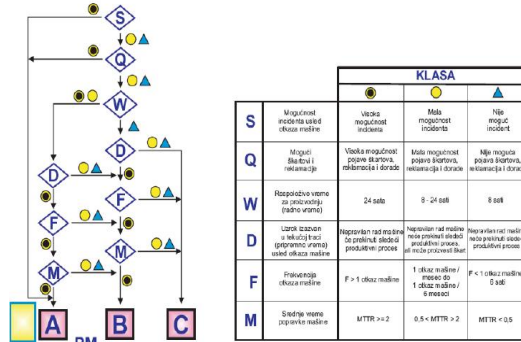 S
Q
W
D
D
F
F
M
M
A
B
C
KLASA
S
Mogućnost
incidenta usled
otkaza mašine
Visoka
mogućnost
incidenta
Mala
mogućnost
incidenta
Nije
moguć
incident
Q
Mogući
škartovi i
reklamacije
Visoka mogućnost
pojave škartova,
reklamacija i dorade
Mala mogućnost
pojave škartova,
reklamacija i dorade
Nije moguća
pojava škartova,
reklamacija i dorade
W
Raspoloživo vreme
za proizvodnju
(radno vreme)
24 sata
8 - 24 sati
8 sati
D
Uzrok izazvan
u tekućoj traci
(pripremno vreme)
usled otkaza mašine
Nepravilan rad mašine
će prekinuti sledeći
produktivni proces
Nepravilan rad mašine
neće prekinuti sledeći
produktivni proces,
ali može proizvesti škart
Nepravilan rad mašine
neće prekinuti sledeći
produktivni proces
F
Frekvencija
otkaza mašine
F > 1 otkaz mašine
1 otkaz mašine /
mesec do
1 otkaz mašine /
6 meseci
F < 1 otkaz mašine
6 sati
M
Srednje vreme
popravke mašine
MTTR >= 2
0,5 < MTTR > 2
MTTR < 0,5